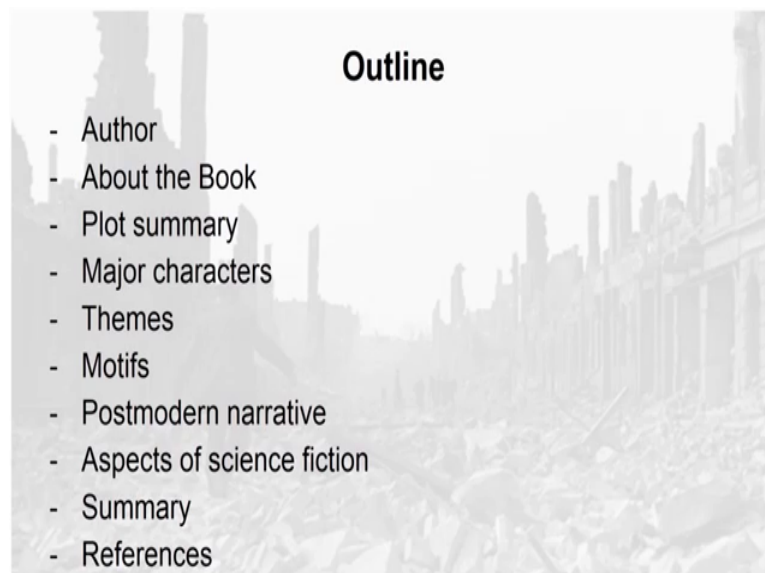 Outline
- Author
- About the Book
- Plot summary
- Major characters
- Themes
- Motifs
- Postmodern narrative
- Aspects of science fiction
- Summary
- References